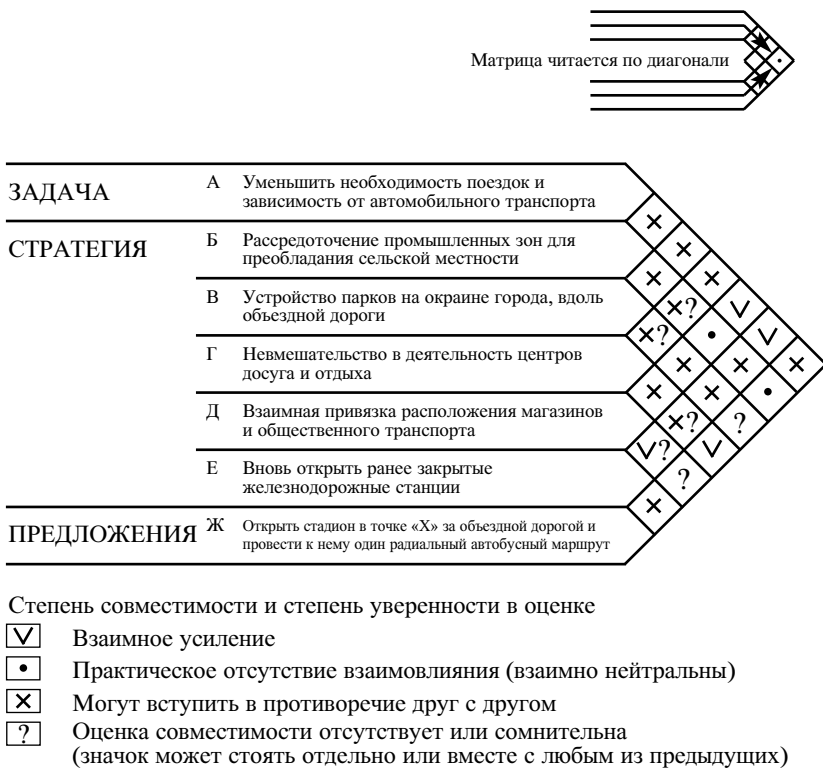 Матрица читается по диагонали
ЗАДАЧА
А Уменьшить необходимость поездок и
зависимость от автомобильного транспорта
СТРАТЕГИЯ
Б Рассредоточение промышленных зон для
преобладания сельской местности
В Устройство парков на окраине города, вдоль
объездной дороги
Г Невмешательство в деятельность центров
досуга и отдыха
Д Взаимная привязка расположения магазинов
и общественного транспорта
Е Вновь открыть ранее закрытые
железнодорожные станции
ПРЕДЛОЖЕНИЯ
Ж Открыть стадион в точке «Х» за объездной дорогой и
провести к нему один радиальный автобусный маршрут
Степень совместимости и степень уверенности в оценке
Взаимное усиление
Практическое отсутствие взаимовлияния (взаимно нейтральны)
Могут вступить в противоречие друг с другом
? Оценка совместимости отсутствует или сомнительна
(значок может стоять отдельно или вместе с любым из предыдущих)